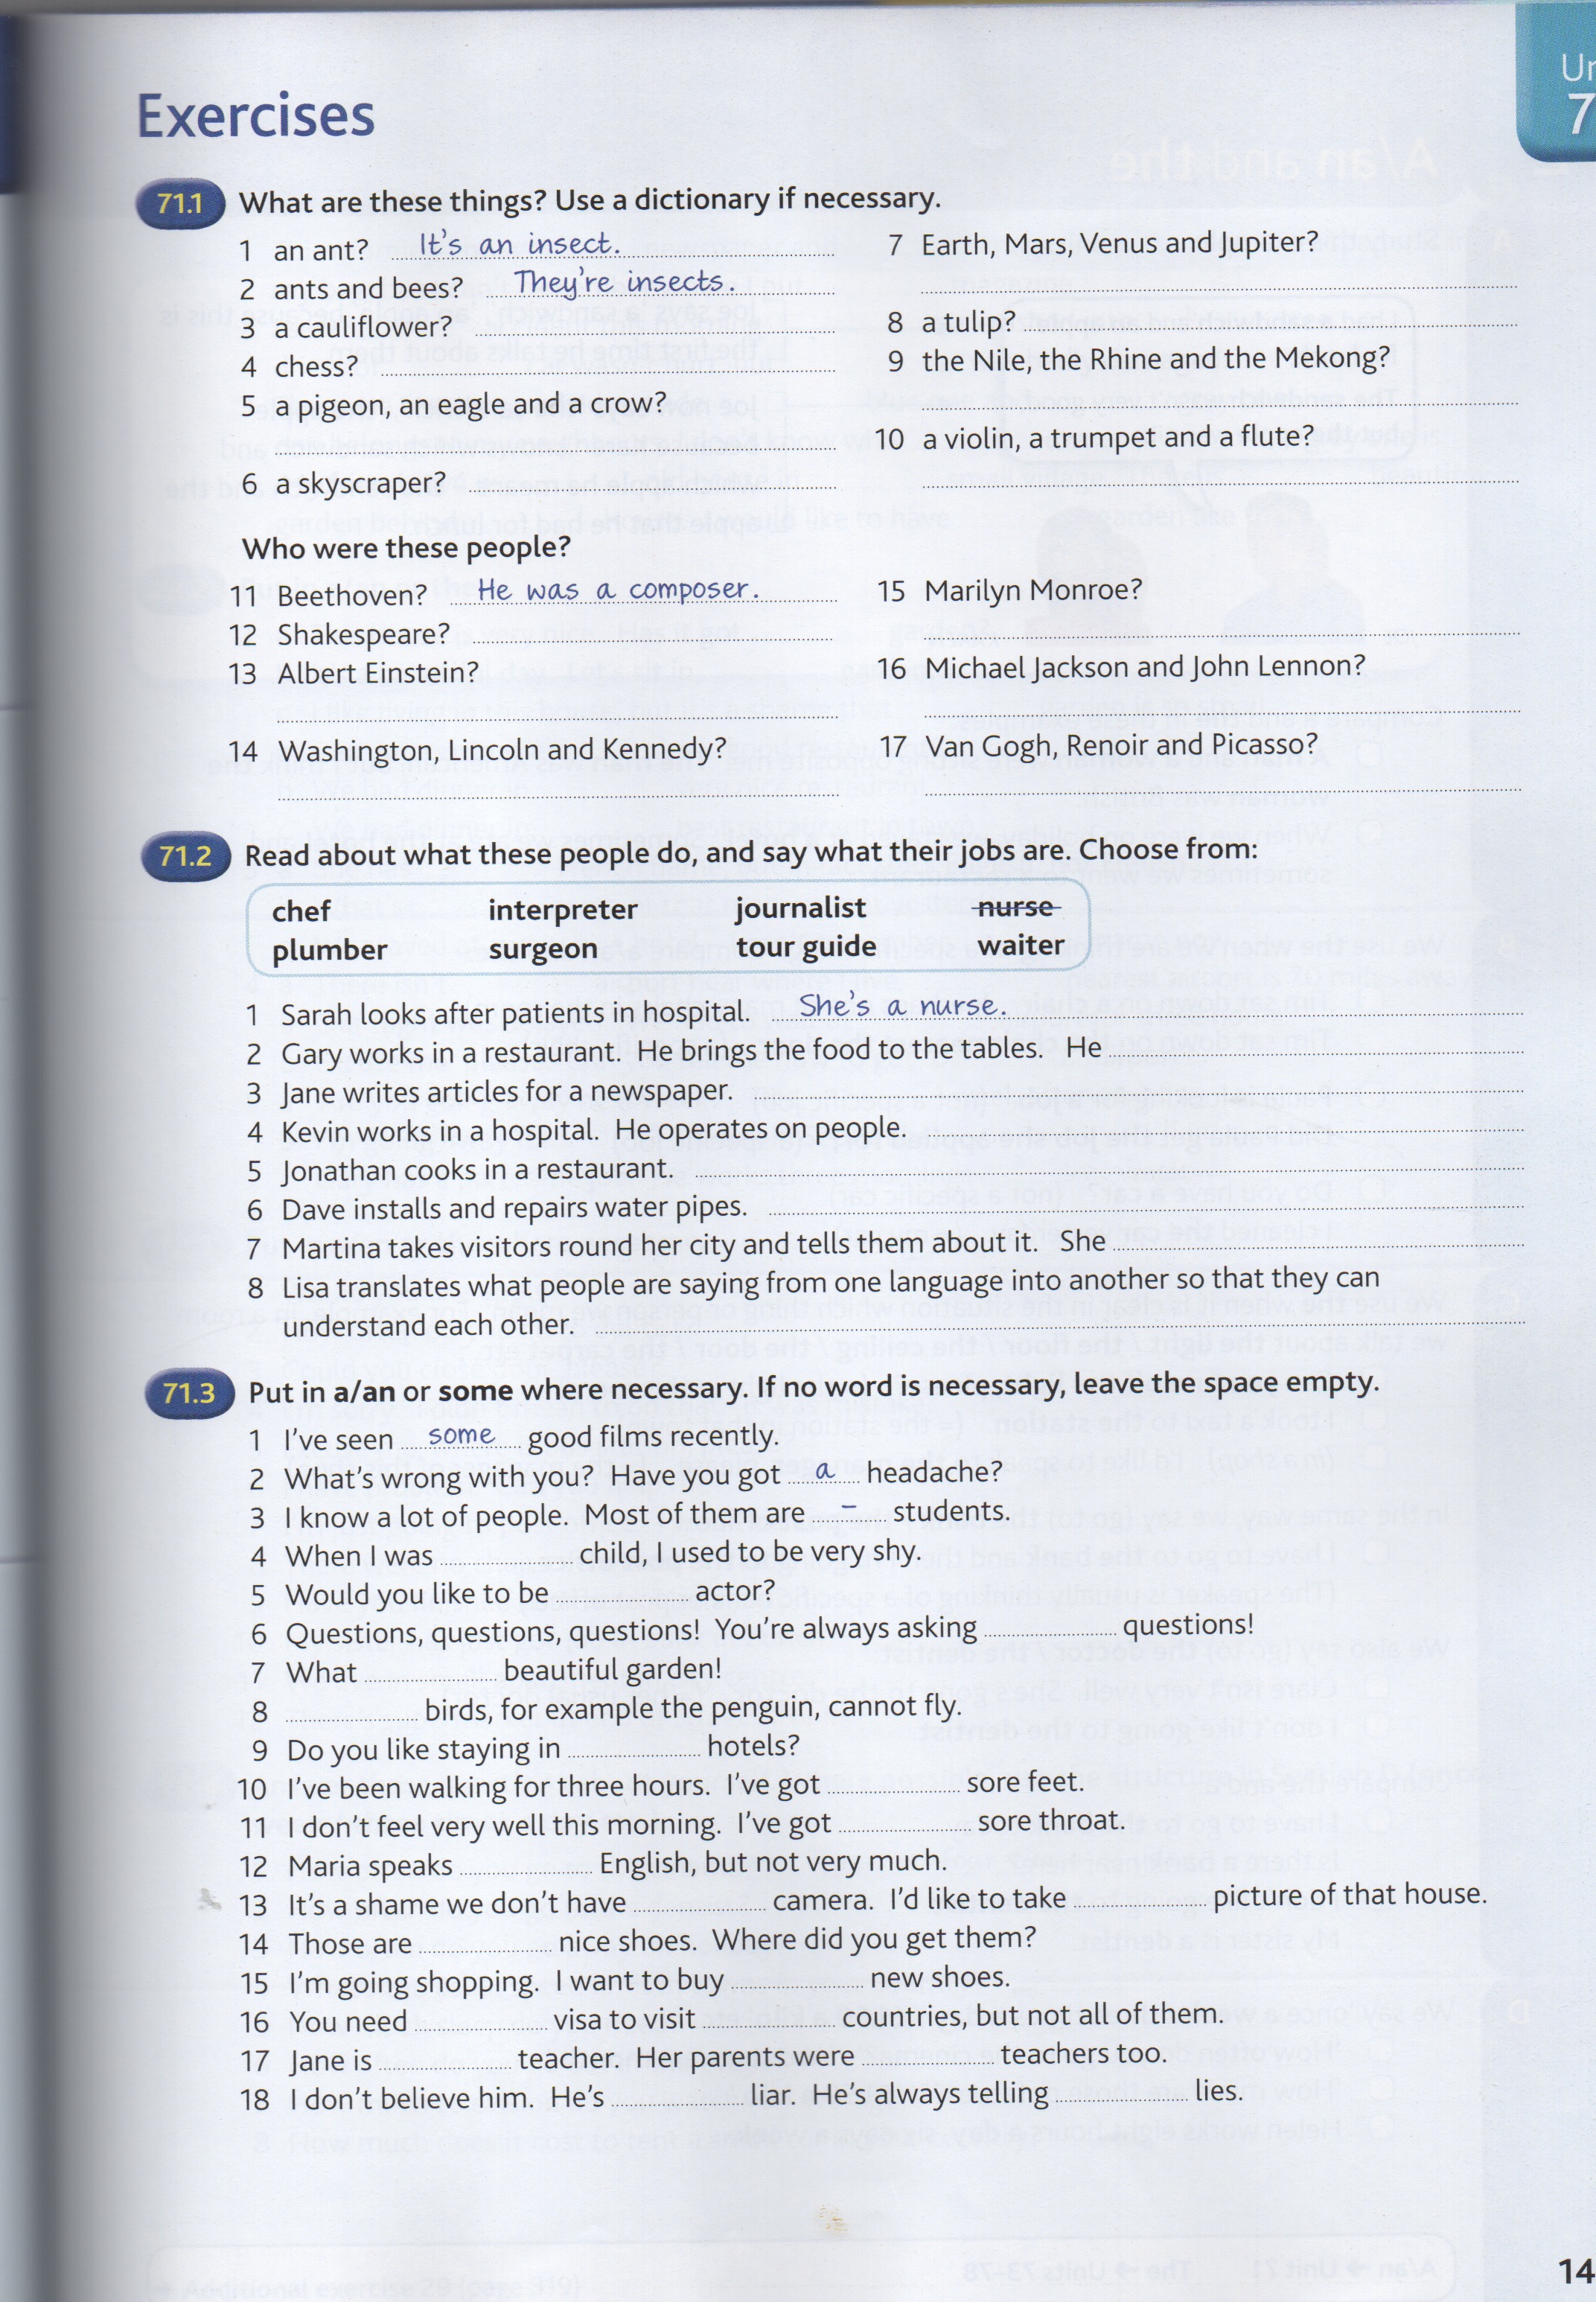 Exercises
71.1 What are these things? Use a dictionary if necessary.
1 an ant? It's an insect.
2 ants and bees? They're insects.
3 a cauliflower?
4 chess?
5 a pigeon, an eagle and a crow?
6 a skyscraper?
7 Earth, Mars, Venus and Jupiter?
8 a tulip?
9 the Nile, the Rhine and the Mekong?
10 a violin, a trumpet and a flute?
Who were these people?
11 Beethoven? He was a composer.
12 Shakespeare?
13 Albert Einstein?
14 Washington, Lincoln and Kennedy?
15 Marilyn Monroe?
16 Michael Jackson and John Lennon?
17 Van Gogh, Renoir and Picasso?
71.2 Read about what these people do, and say what their jobs are. Choose from:
chef interpreter journalist nurse
plumber surgeon tour guide waiter
1 Sarah looks after patients in hospital. She's a nurse.
2 Gary works in a restaurant. He brings the food to the tables. He
3 Jane writes articles for a newspaper.
4 Kevin works in a hospital. He operates on people.
5 Jonathan cooks in a restaurant.
6 Dave installs and repairs water pipes.
7 Martina takes visitors round her city and tells them about it. She
8 Lisa translates what people are saying from one language into another so that they can
understand each other.
71.3 Put in a/an or some where necessary. If no word is necessary, leave the space empty.
1 I've seen some good films recently.
2 What's wrong with you? Have you got a headache?
3 I know a lot of people. Most of them are – students.
4 When I was child, I used to be very shy.
5 Would you like to be actor?
6 Questions, questions, questions! You're always asking questions!
7 What beautiful garden!
8 birds, for example the penguin, cannot fly.
9 Do you like staying in hotels?
10 I've been walking for three hours. I've got sore feet.
11 I don't feel very well this morning. I've got sore throat.
12 Maria speaks English, but not very much.
13 It's a shame we don't have camera. I'd like to take picture of that house.
14 Those are nice shoes. Where did you get them?
15 I'm going shopping. I want to buy new shoes.
16 You need visa to visit countries, but not all of them.
17 Jane is teacher. Her parents were teachers too.
18 I don't believe him. He's liar. He's always telling lies.
14